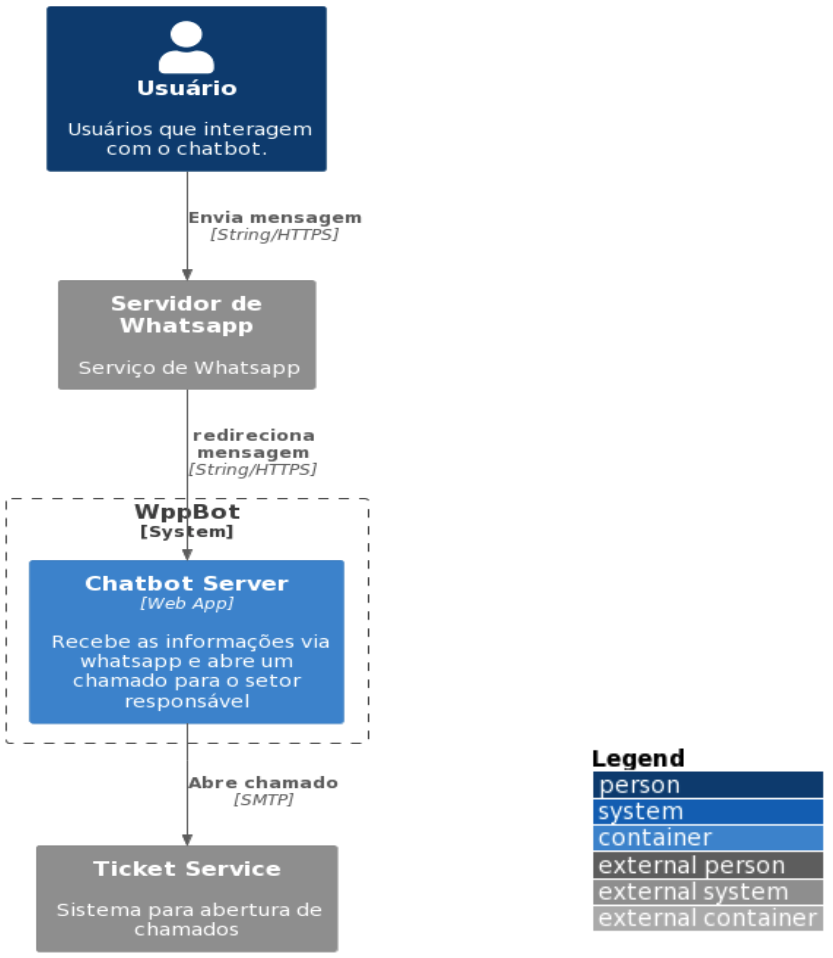 Usuário
Usuários que interagem
com o chatbot.
Envia mensagem
[String/HTTPS]
Servidor de
Whatsapp
Serviço de Whatsapp
redireciona
mensagem
[String/HTTPS]
WppBot
[System]
Chatbot Server
[Web App]
Recebe as informações via
whatsapp e abre um
chamado para o setor
responsável
Abre chamado
[SMTP]
Ticket Service
Sistema para abertura de
chamados
Legend
person
system
container
external person
external system
external container